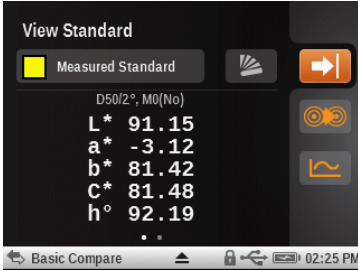 View Standard
Measured Standard
D50/2°, M0(No)
L* 91.15
a* -3.12
b* 81.42
C* 81.48
h° 92.19
Basic Compare 02:25 PM